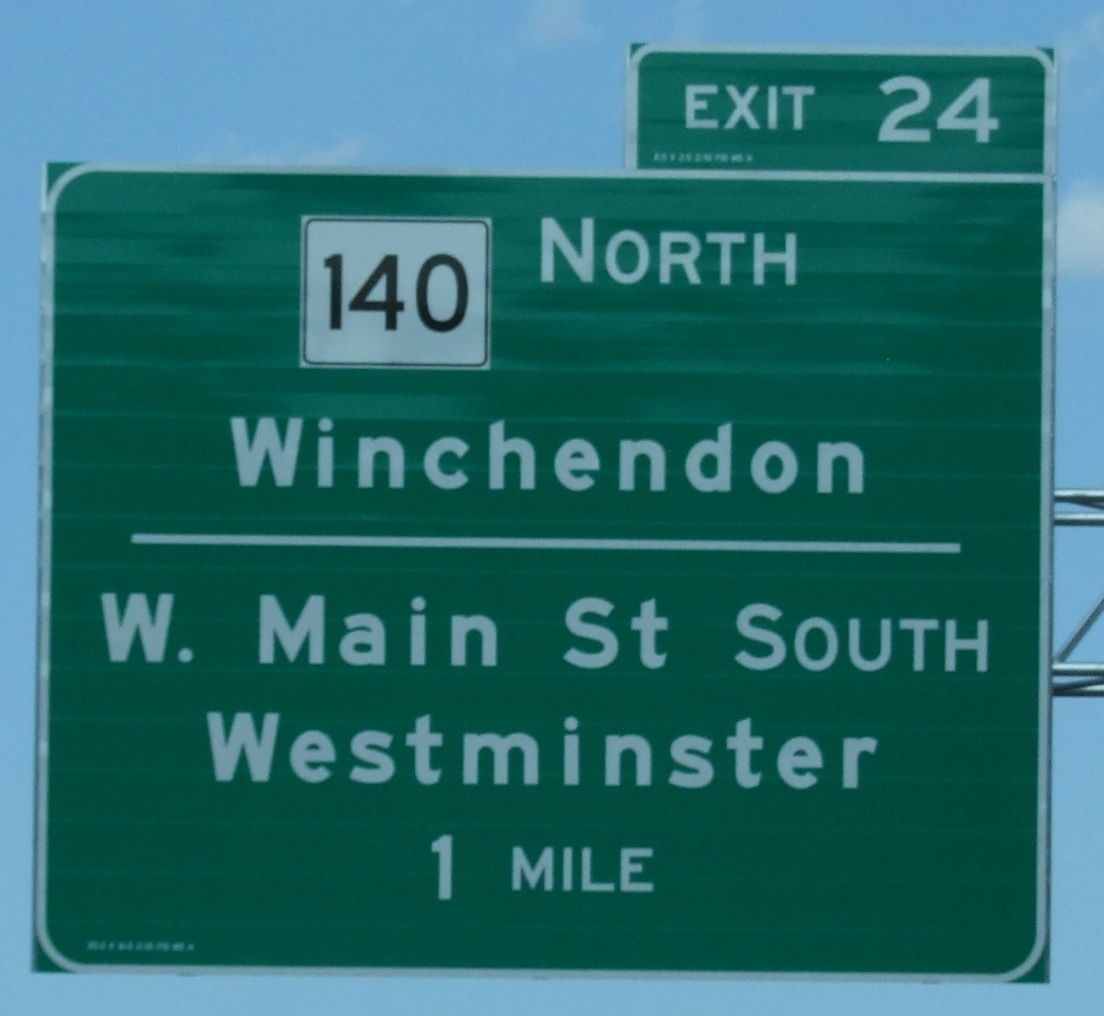 EXIT 24
140 NORTH
Winchendon
W. Main St SOUTH
Westminster
1 MILE